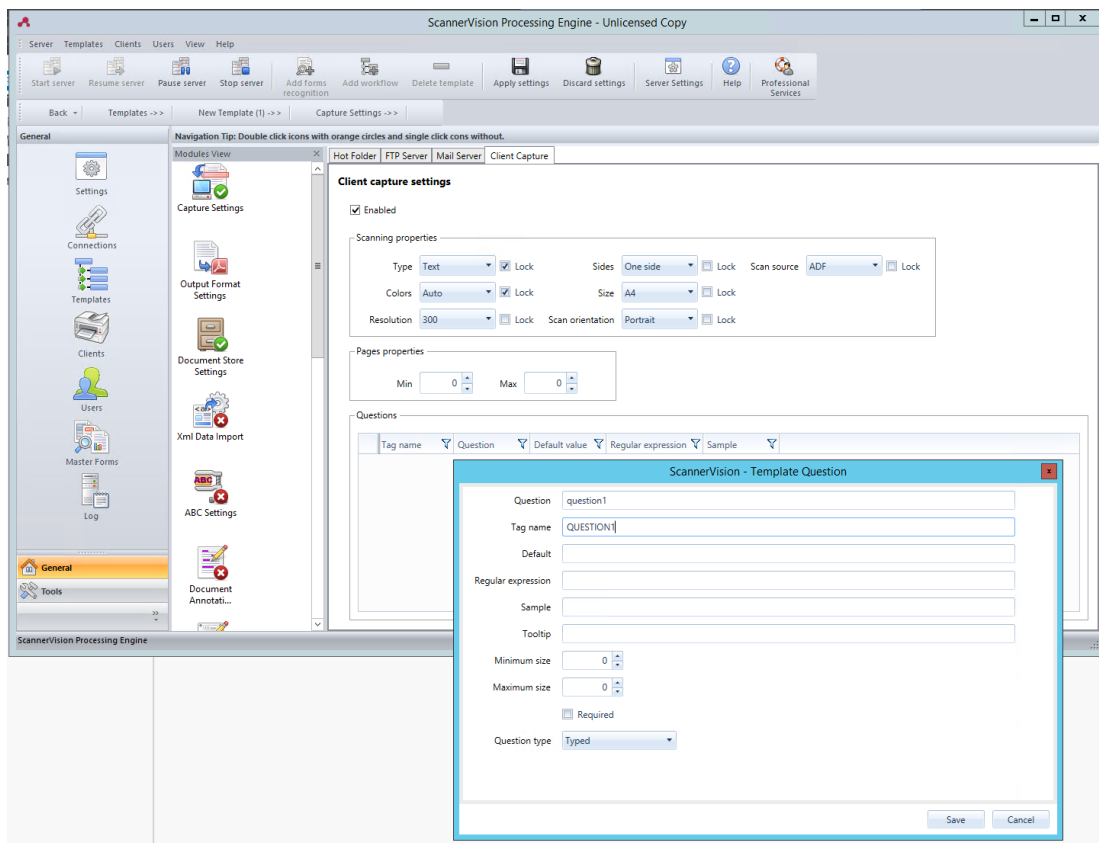 ScannerVision Processing Engine - Unlicensed Copy
Server Templates Clients Users View Help
Start server Resume server Pause server Stop server Add forms recognition Add workflow Delete template Apply settings Discard settings Server Settings Help Professional Services
Back Templates ->> New Template (1) ->> Capture Settings ->>
General
Navigation Tip: Double click icons with orange circles and single click cons without.
Settings
Connections
Templates
Clients
Users
Master Forms
Log
General
Tools
ScannerVision Processing Engine
Modules View
Capture Settings
Output Format
Settings
Document Store
Settings
Xml Data Import
ABC
ABC Settings
Document
Annotati...
Hot Folder FTP Server Mail Server Client Capture
Client capture settings
Enabled
Scanning properties
Type Text Lock Sides One side Lock Scan source ADF Lock
Colors Auto Lock Size A4 Lock
Resolution 300 Lock Scan orientation Portrait Lock
Pages properties
Min 0 Max 0
Questions
Tag name Question Default value Regular expression Sample
ScannerVision - Template Question
Question question1
Tag name QUESTION1
Default
Regular expression
Sample
Tooltip
Minimum size 0
Maximum size 0
Required
Question type Typed
Save Cancel